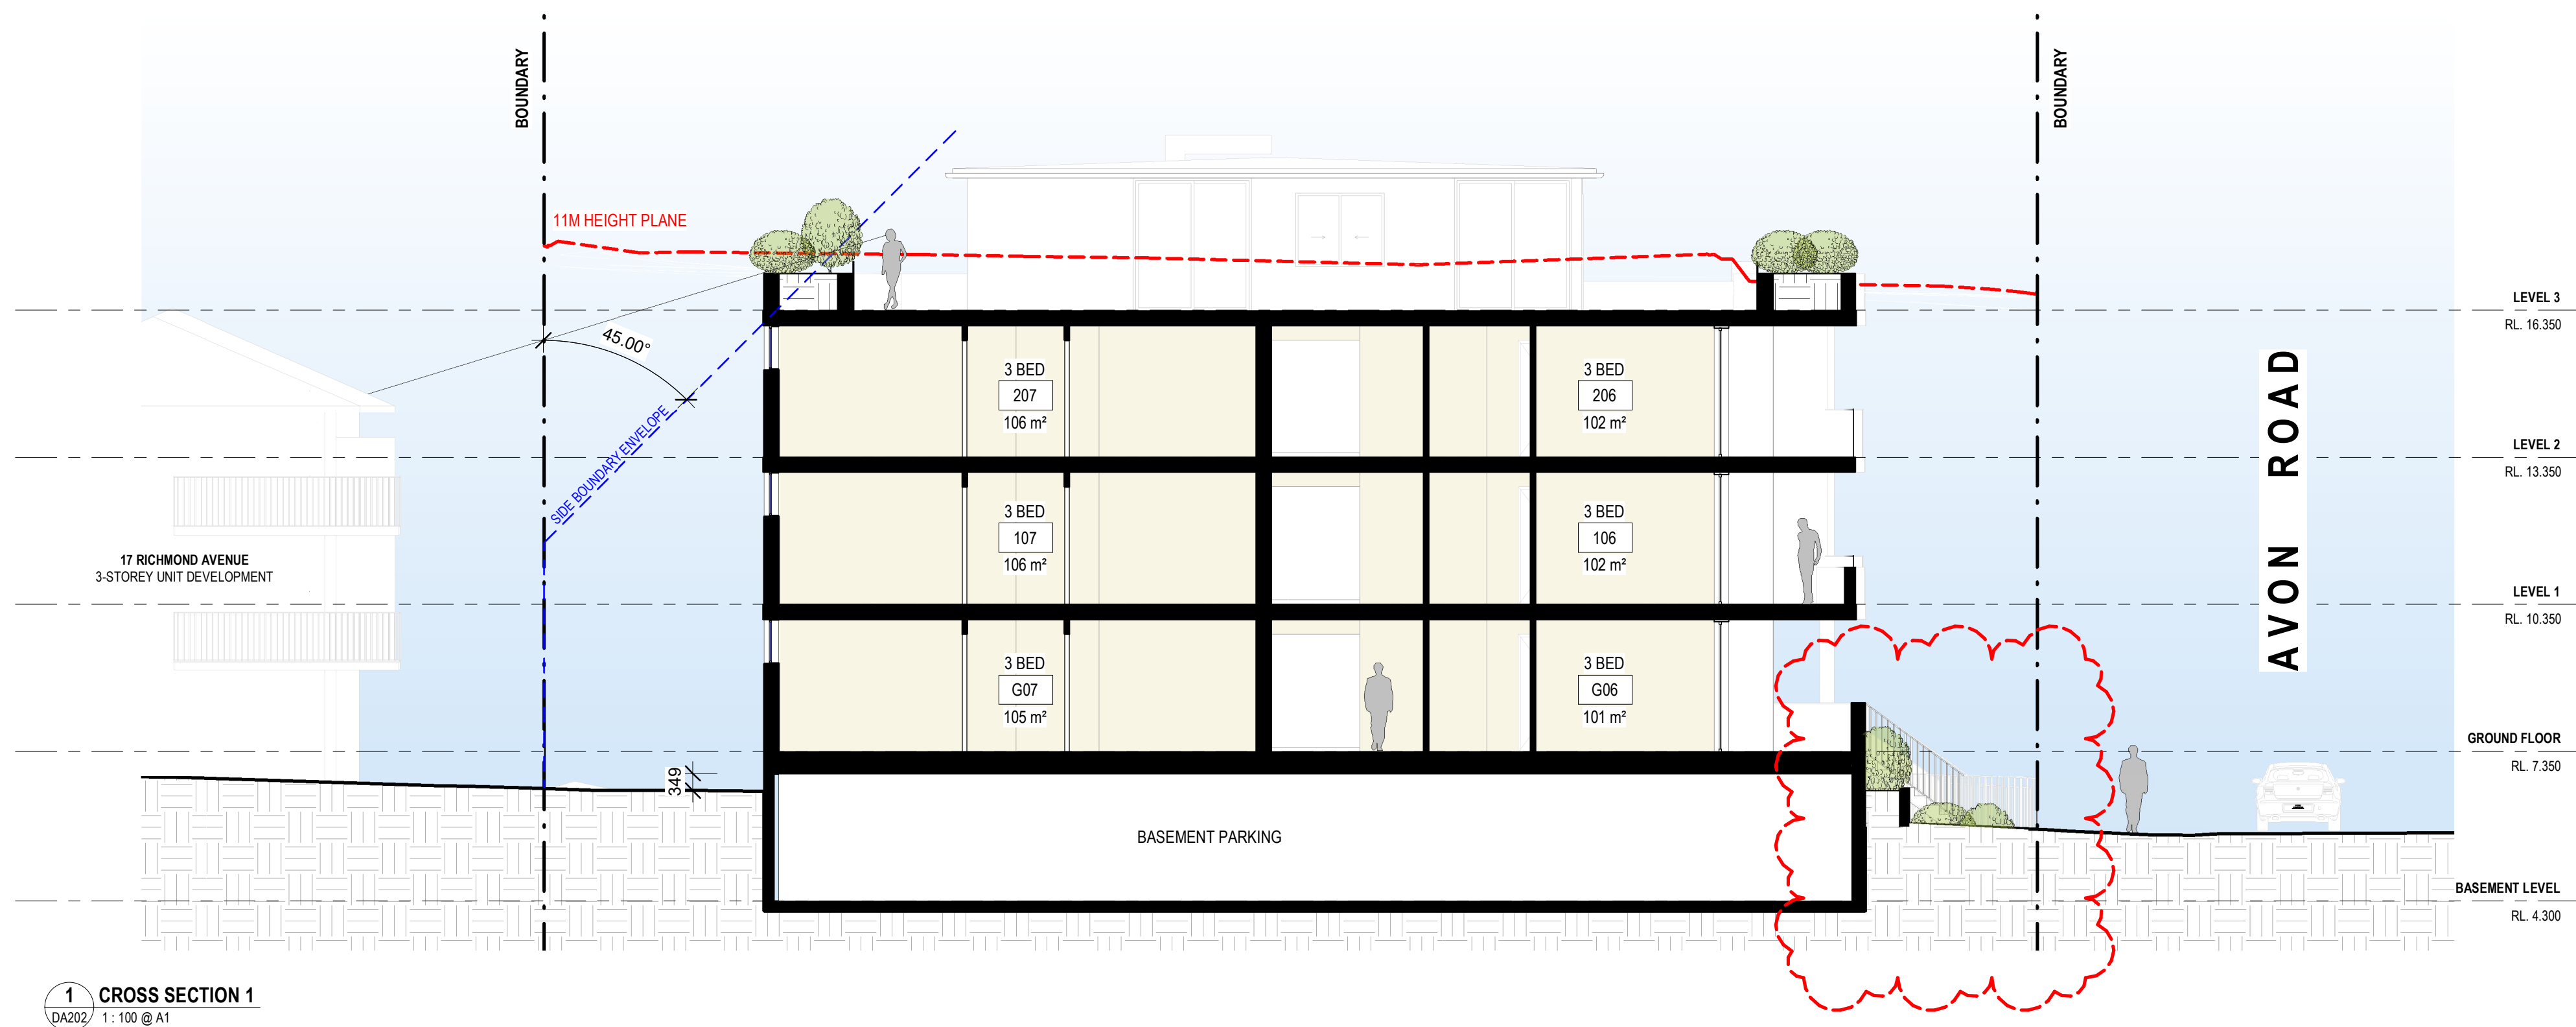 BOUNDARY
BOUNDARY
11M HEIGHT PLANE
LEVEL 3
RL. 16.350
45.00°
3 BED
207
106 m²
3 BED
206
102 m²
SIDE BOUNDARY ENVELOPE
AVON ROAD
LEVEL 2
RL. 13.350
3 BED
107
106 m²
3 BED
106
102 m²
17 RICHMOND AVENUE
3-STOREY UNIT DEVELOPMENT
LEVEL 1
RL. 10.350
3 BED
G07
105 m²
3 BED
G06
101 m²
GROUND FLOOR
RL. 7.350
349
BASEMENT PARKING
BASEMENT LEVEL
RL. 4.300
1
DA202
CROSS SECTION 1
1 : 100 @ A1